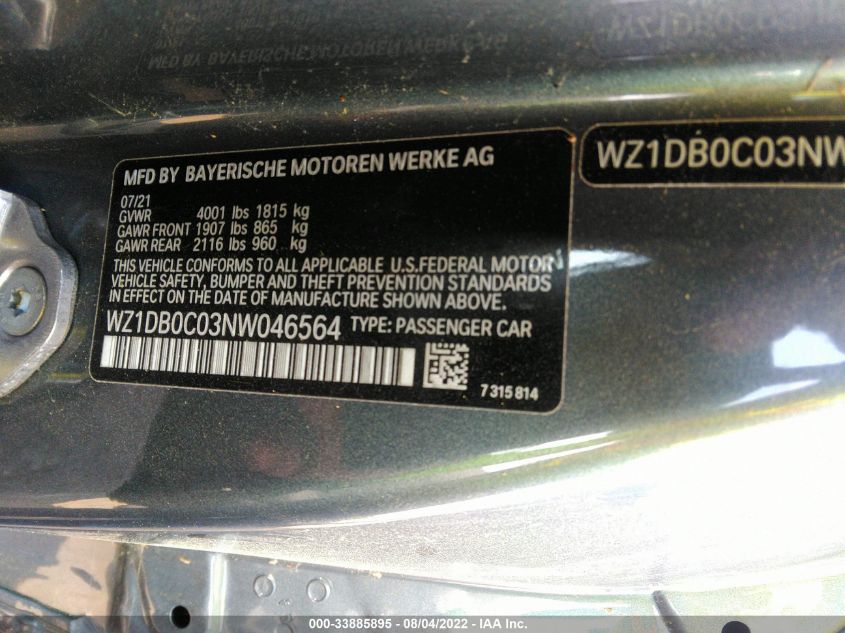 MFD BY BAYERISCHE MOTOREN WERKE AG
07/21
GVWR 4001 lbs 1815 kg
GAWR FRONT 1907 lbs 865 kg
GAWR REAR 2116 lbs 960 kg
THIS VEHICLE CONFORMS TO ALL APPLICABLE U.S.FEDERAL MOTOR
VEHICLE SAFETY, BUMPER AND THEFT PREVENTION STANDARDS
IN EFFECT ON THE DATE OF MANUFACTURE SHOWN ABOVE.
WZ1DB0C03NW046564 TYPE: PASSENGER CAR
7 315 814
WZ1DB0C03NW
000-33885895 - 08/04/2022 - IAA Inc.